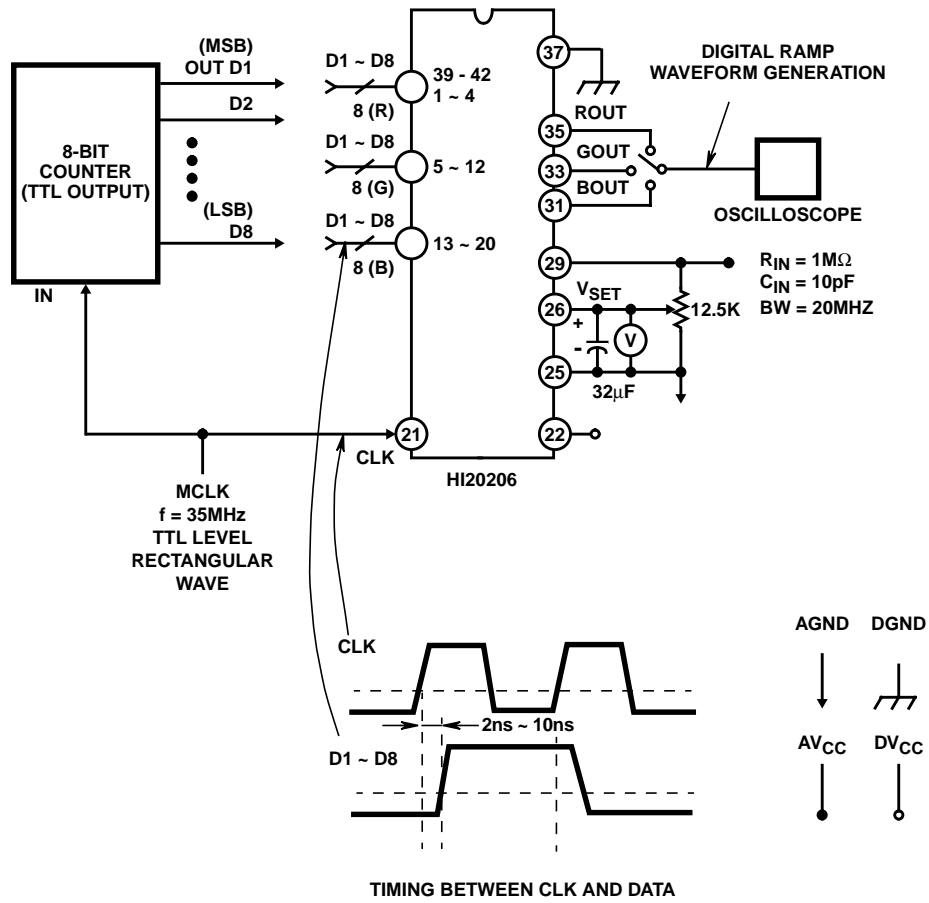 (MSB)
OUT D1
D2
8-BIT
COUNTER
(TTL OUTPUT)
(LSB)
D8
IN
D1 ~ D8
8 (R)
39 - 42
1 ~ 4
D1 ~ D8
8 (G)
5 ~ 12
D1 ~ D8
8 (B)
13 ~ 20
37
ROUT
35
GOUT
33
BOUT
31
29
VSET
26
+
-
V
12.5K
25
32µF
22
21
CLK
HI20206
DIGITAL RAMP
WAVEFORM GENERATION
OSCILLOSCOPE
RIN = 1MΩ
CIN = 10pF
BW = 20MHZ
MCLK
f = 35MHz
TTL LEVEL
RECTANGULAR
WAVE
CLK
2ns ~ 10ns
D1 ~ D8
AGND DGND
AVCC DVCC
TIMING BETWEEN CLK AND DATA